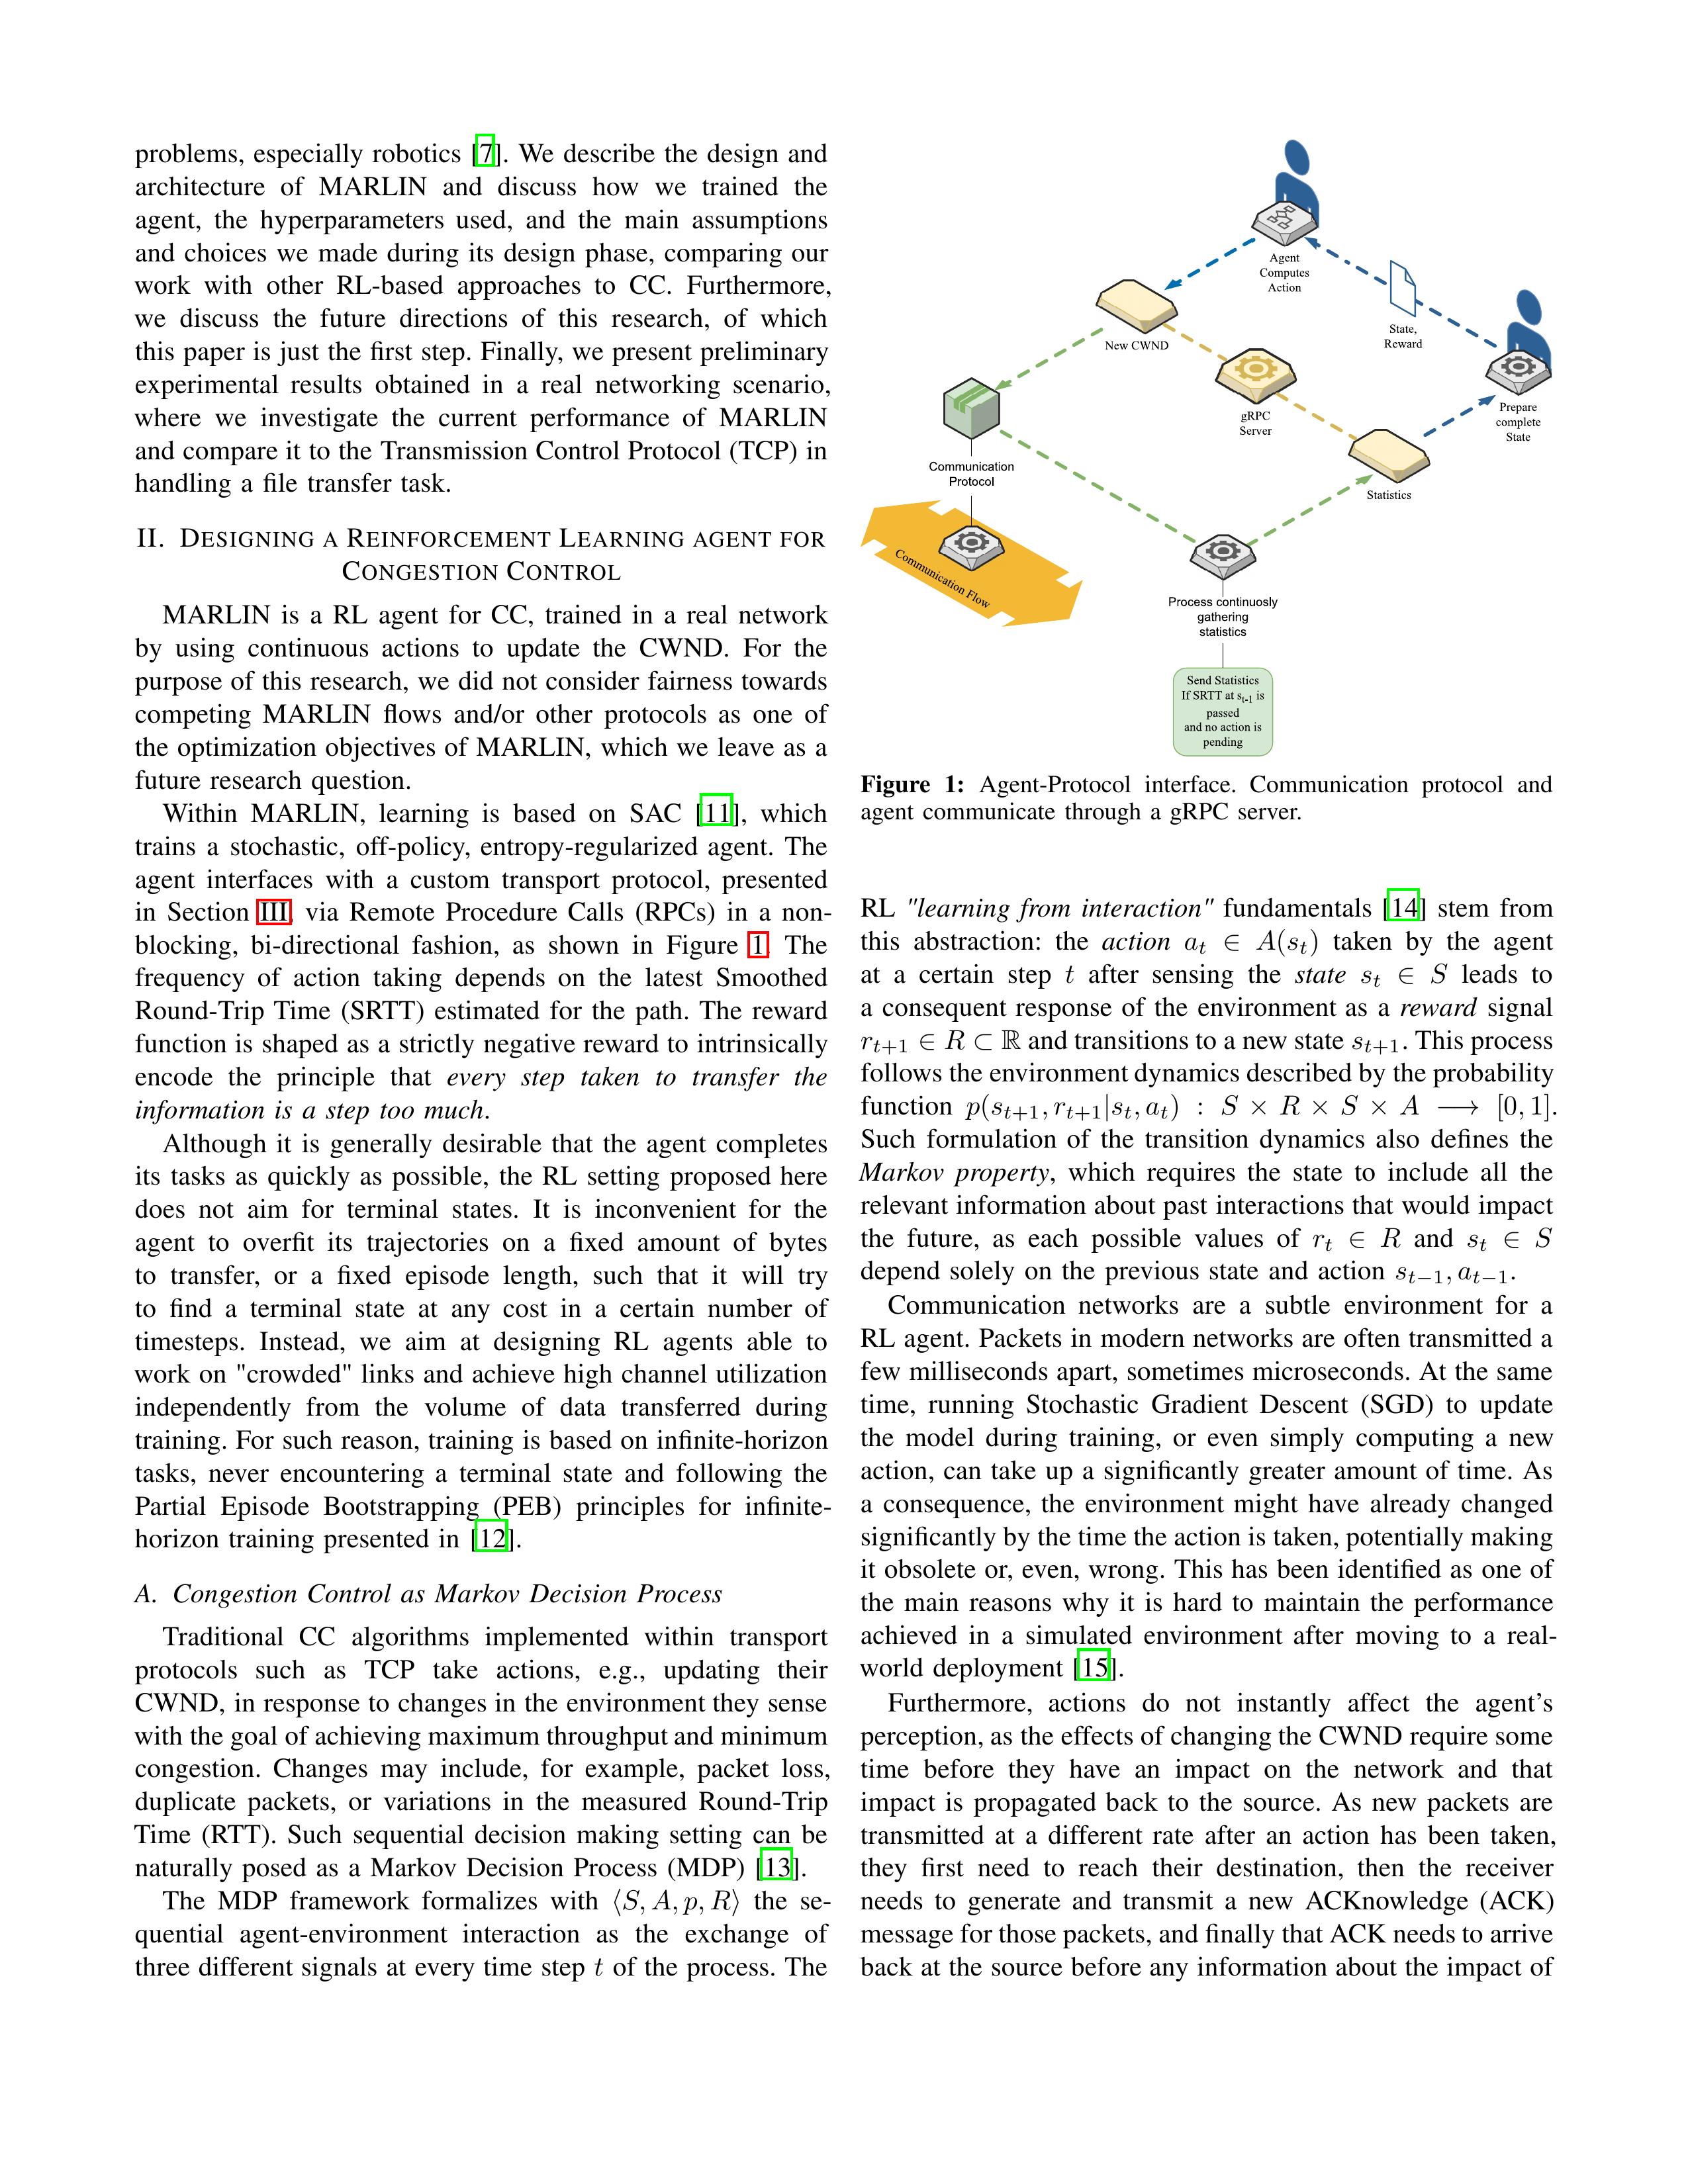 problems, especially robotics [7]. We describe the design and
architecture of MARLIN and discuss how we trained the
agent, the hyperparameters used, and the main assumptions
and choices we made during its design phase, comparing our
work with other RL-based approaches to CC. Furthermore,
we discuss the future directions of this research, of which
this paper is just the first step. Finally, we present preliminary
experimental results obtained in a real networking scenario,
where we investigate the current performance of MARLIN
and compare it to the Transmission Control Protocol (TCP) in
handling a file transfer task.
II. DESIGNING A REINFORCEMENT LEARNING AGENT FOR
CONGESTION CONTROL
MARLIN is a RL agent for CC, trained in a real network
by using continuous actions to update the CWND. For the
purpose of this research, we did not consider fairness towards
competing MARLIN flows and/or other protocols as one of
the optimization objectives of MARLIN, which we leave as a
future research question.
Within MARLIN, learning is based on SAC [11], which
trains a stochastic, off-policy, entropy-regularized agent. The
agent interfaces with a custom transport protocol, presented
in Section III, via Remote Procedure Calls (RPCs) in a non-
blocking, bi-directional fashion, as shown in Figure 1. The
frequency of action taking depends on the latest Smoothed
Round-Trip Time (SRTT) estimated for the path. The reward
function is shaped as a strictly negative reward to intrinsically
encode the principle that every step taken to transfer the
information is a step too much.
Although it is generally desirable that the agent completes
its tasks as quickly as possible, the RL setting proposed here
does not aim for terminal states. It is inconvenient for the
agent to overfit its trajectories on a fixed amount of bytes
to transfer, or a fixed episode length, such that it will try
to find a terminal state at any cost in a certain number of
timesteps. Instead, we aim at designing RL agents able to
work on "crowded" links and achieve high channel utilization
independently from the volume of data transferred during
training. For such reason, training is based on infinite-horizon
tasks, never encountering a terminal state and following the
Partial Episode Bootstrapping (PEB) principles for infinite-
horizon training presented in [12].
A. Congestion Control as Markov Decision Process
Traditional CC algorithms implemented within transport
protocols such as TCP take actions, e.g., updating their
CWND, in response to changes in the environment they sense
with the goal of achieving maximum throughput and minimum
congestion. Changes may include, for example, packet loss,
duplicate packets, or variations in the measured Round-Trip
Time (RTT). Such sequential decision making setting can be
naturally posed as a Markov Decision Process (MDP) [13].
The MDP framework formalizes with ⟨S, A, p, R⟩ the se-
quential agent-environment interaction as the exchange of
three different signals at every time step t of the process. The
Agent
Computes
Action
State,
Reward
New CWND
gRPC
Server
Prepare
complete
State
Communication
Protocol
Statistics
Communication Flow
Process continuosly
gathering
statistics
Send Statistics
If SRTT at s_{t-1} is
passed
and no action is
pending
Figure 1: Agent-Protocol interface. Communication protocol and
agent communicate through a gRPC server.
RL "learning from interaction" fundamentals [14] stem from
this abstraction: the action a_t ∈ A(s_t) taken by the agent
at a certain step t after sensing the state s_t ∈ S leads to
a consequent response of the environment as a reward signal
r_{t+1} ∈ R ⊂ ℝ and transitions to a new state s_{t+1}. This process
follows the environment dynamics described by the probability
function p(s_{t+1}, r_{t+1}|s_t, a_t) : S × R × S × A ⟶ [0, 1].
Such formulation of the transition dynamics also defines the
Markov property, which requires the state to include all the
relevant information about past interactions that would impact
the future, as each possible values of r_t ∈ R and s_t ∈ S
depend solely on the previous state and action s_{t−1}, a_{t−1}.
Communication networks are a subtle environment for a
RL agent. Packets in modern networks are often transmitted a
few milliseconds apart, sometimes microseconds. At the same
time, running Stochastic Gradient Descent (SGD) to update
the model during training, or even simply computing a new
action, can take up a significantly greater amount of time. As
a consequence, the environment might have already changed
significantly by the time the action is taken, potentially making
it obsolete or, even, wrong. This has been identified as one of
the main reasons why it is hard to maintain the performance
achieved in a simulated environment after moving to a real-
world deployment [15].
Furthermore, actions do not instantly affect the agent's
perception, as the effects of changing the CWND require some
time before they have an impact on the network and that
impact is propagated back to the source. As new packets are
transmitted at a different rate after an action has been taken,
they first need to reach their destination, then the receiver
needs to generate and transmit a new ACKnowledge (ACK)
message for those packets, and finally that ACK needs to arrive
back at the source before any information about the impact of